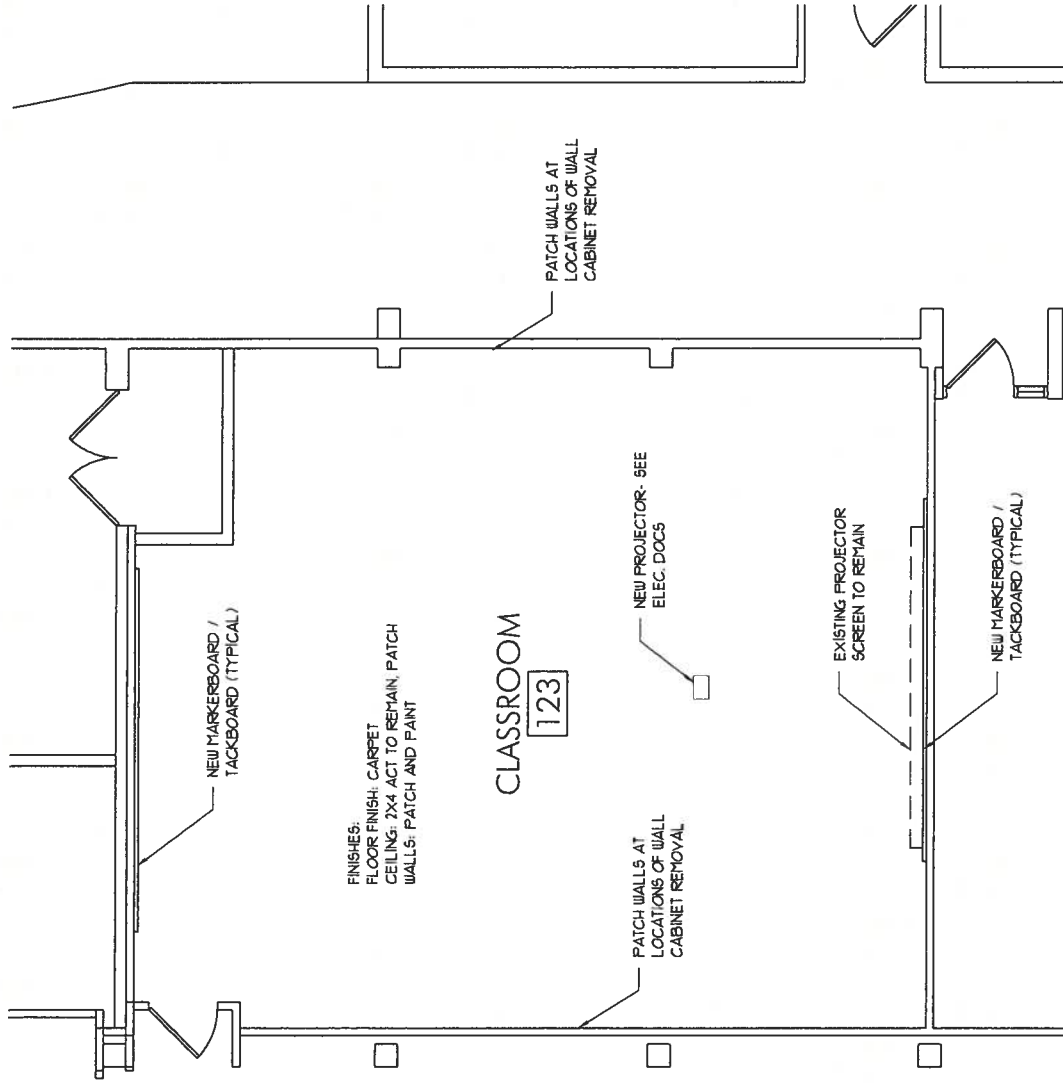 PATCH WALLS AT
LOCATIONS OF WALL
CABINET REMOVAL
NEW MARKERBOARD /
TACKBOARD (TYPICAL)
FINISHES:
FLOOR FINISH: CARPET
CEILING: 2X4 ACT TO REMAIN, PATCH
WALLS: PATCH AND PAINT
CLASSROOM
123
NEW PROJECTOR- SEE
ELEC. DOCS
PATCH WALLS AT
LOCATIONS OF WALL
CABINET REMOVAL
EXISTING PROJECTOR
SCREEN TO REMAIN
NEW MARKERBOARD /
TACKBOARD (TYPICAL)